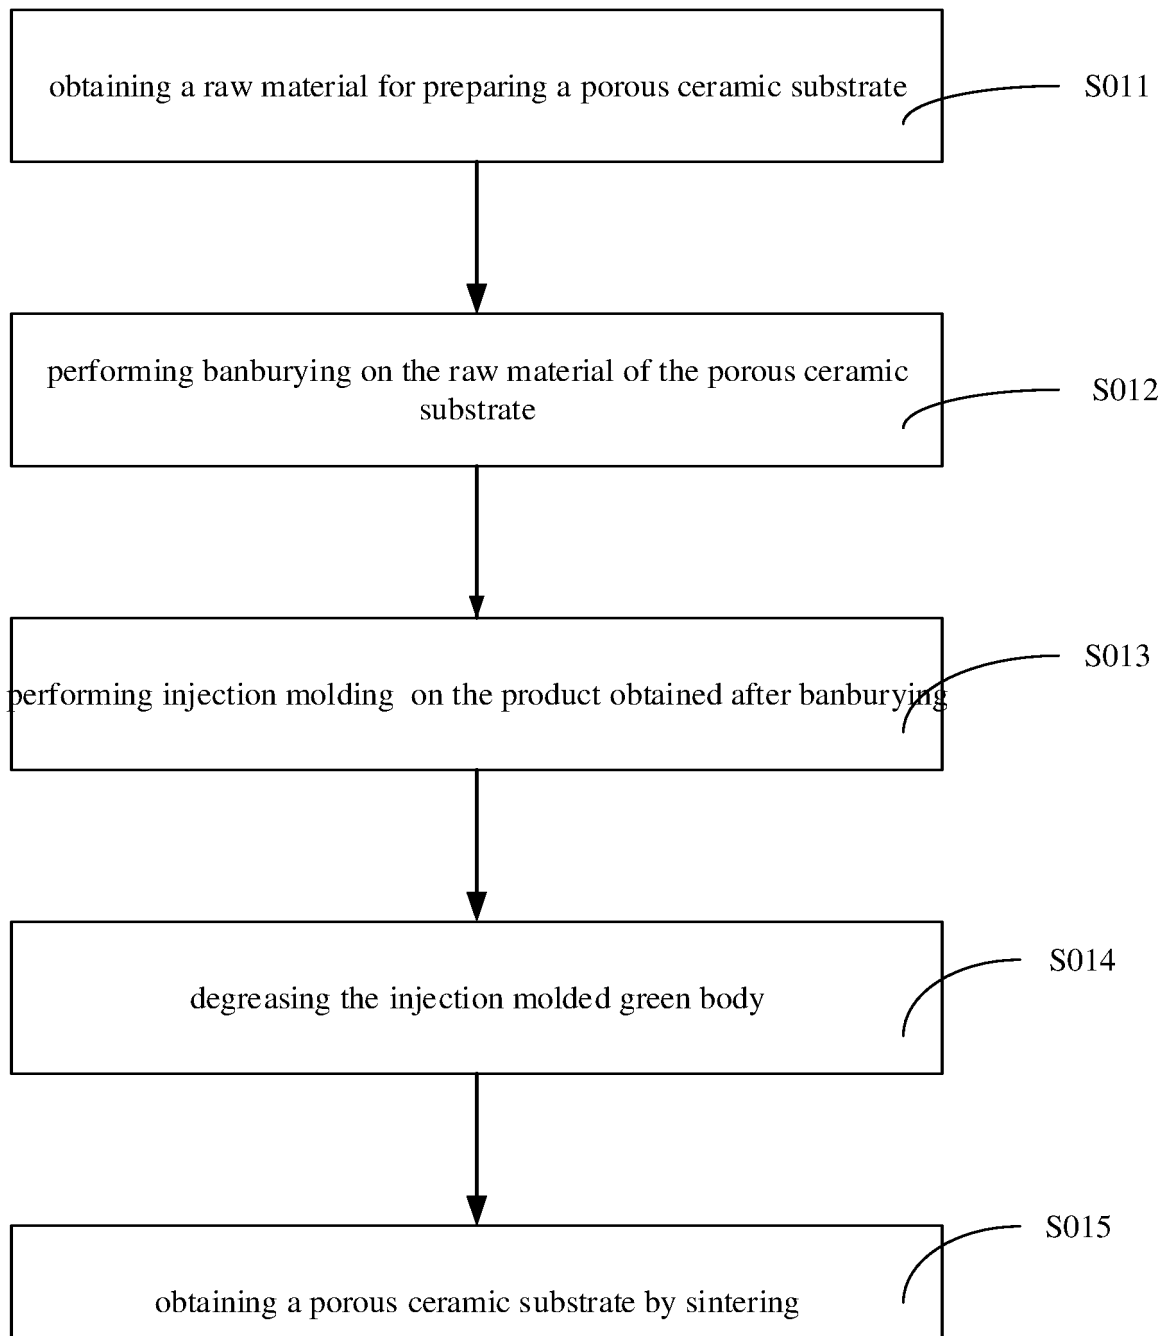 obtaining a raw material for preparing a porous ceramic substrate
S011
performing banburying on the raw material of the porous ceramic
substrate
S012
performing injection molding on the product obtained after banburying
S013
degreasing the injection molded green body
S014
obtaining a porous ceramic substrate by sintering
S015